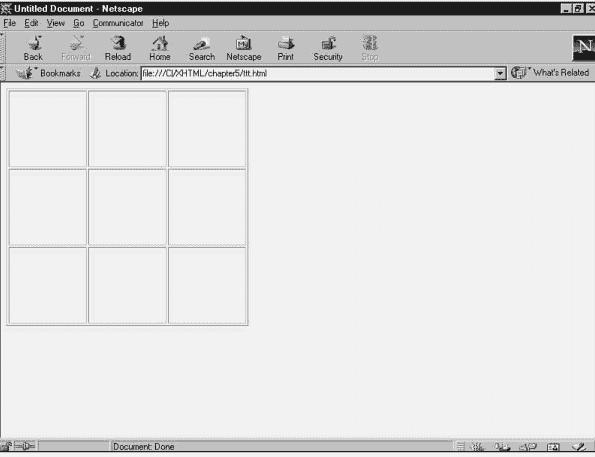 Untitled Document - Netscape
File Edit View Go Communicator Help
Back Forward Reload Home Search Netscape Print Security Stop
N
Bookmarks Location: file:///C|/XHTML/chapter5/ttt.html What's Related
Document: Done